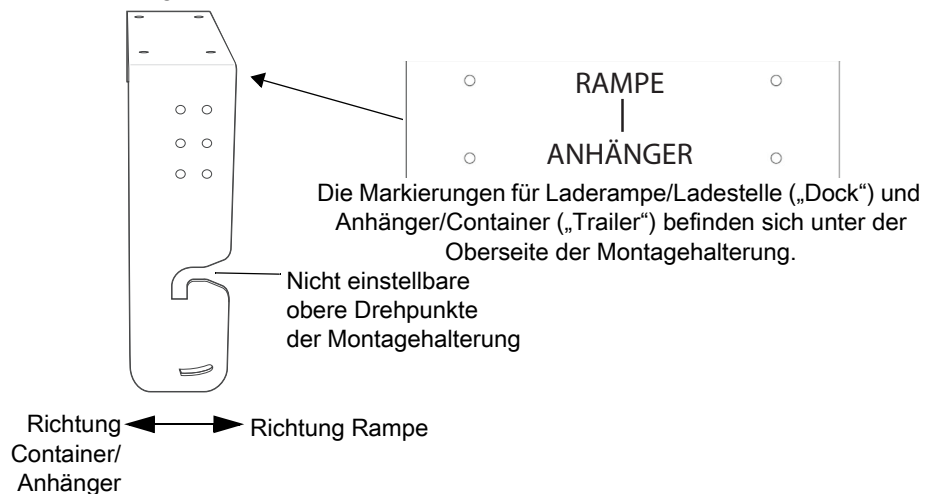 RAMPE
ANHÄNGER
Die Markierungen für Laderampe/Ladestelle („Dock“) und
Anhänger/Container („Trailer“) befinden sich unter der
Oberseite der Montagehalterung.
Nicht einstellbare
obere Drehpunkte
der Montagehalterung
Richtung
Container/
Anhänger
Richtung Rampe